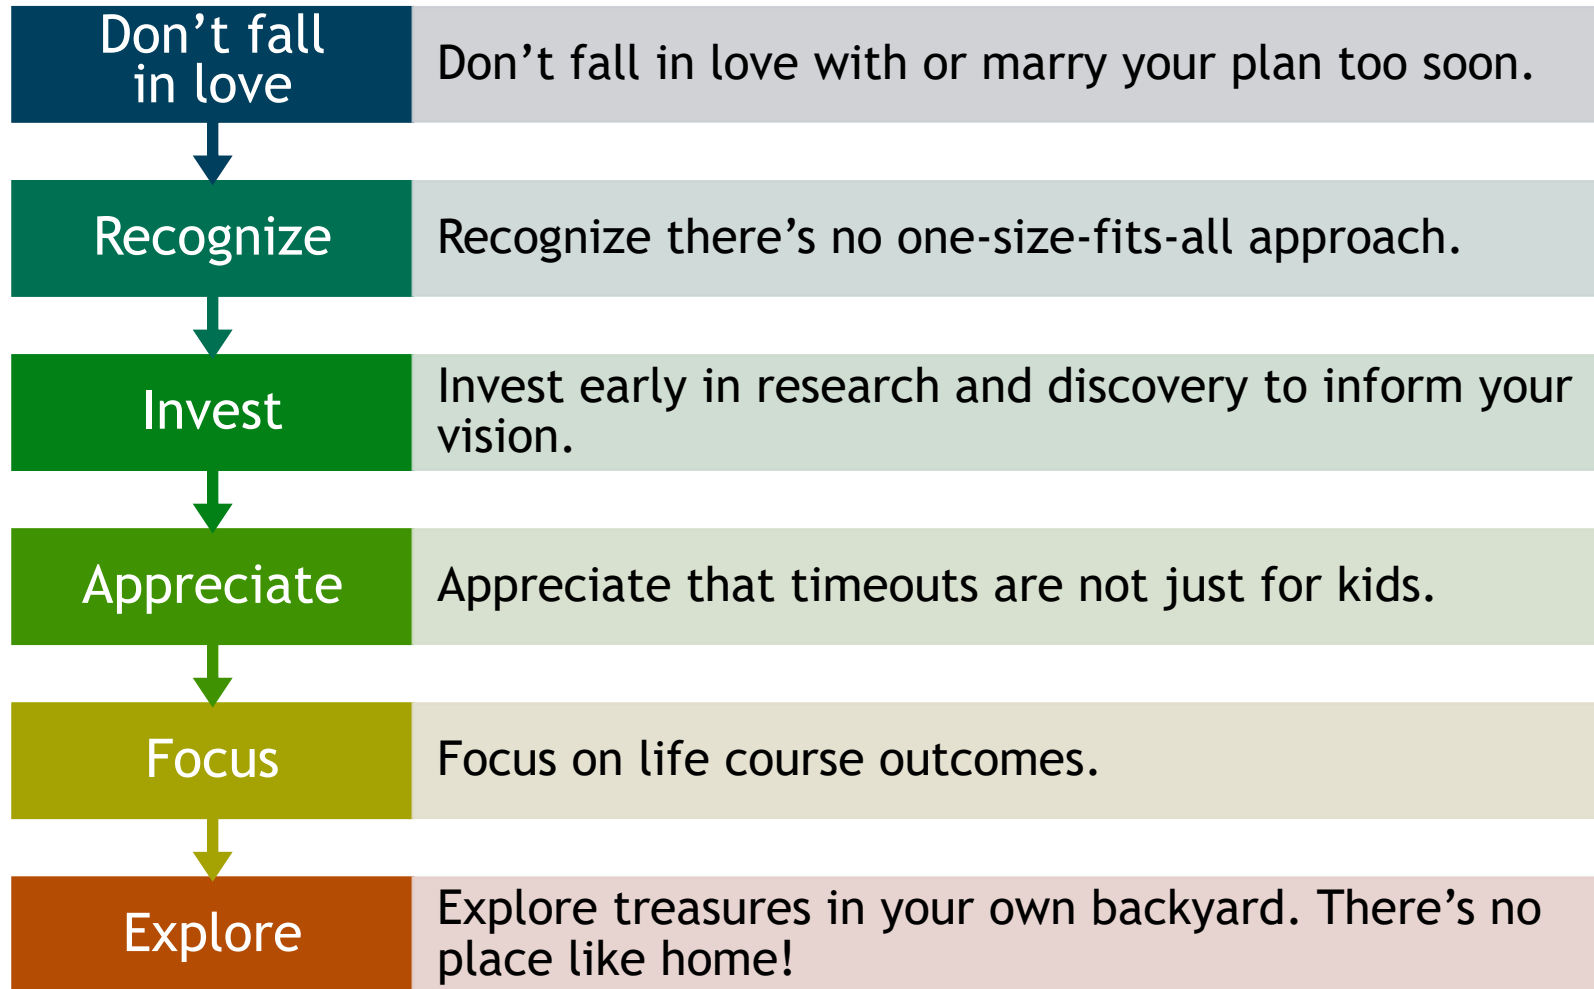 Don’t fall
in love
Don’t fall in love with or marry your plan too soon.
Recognize
Recognize there’s no one-size-fits-all approach.
Invest
Invest early in research and discovery to inform your
vision.
Appreciate
Appreciate that timeouts are not just for kids.
Focus
Focus on life course outcomes.
Explore
Explore treasures in your own backyard. There’s no
place like home!